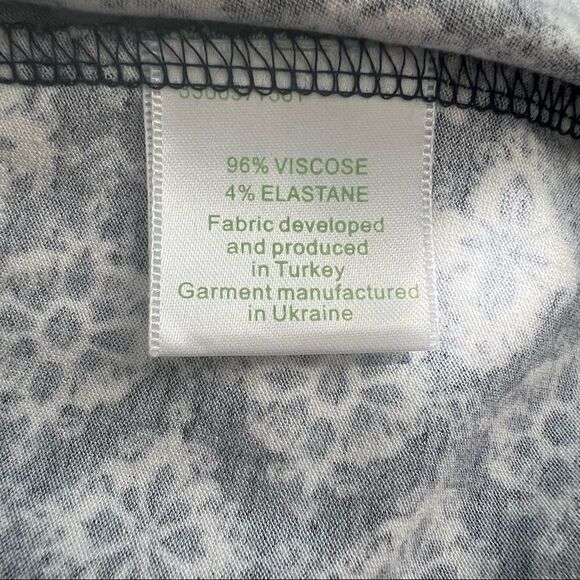 96% VISCOSE
4% ELASTANE
Fabric developed
and produced
in Turkey
Garment manufactured
in Ukraine